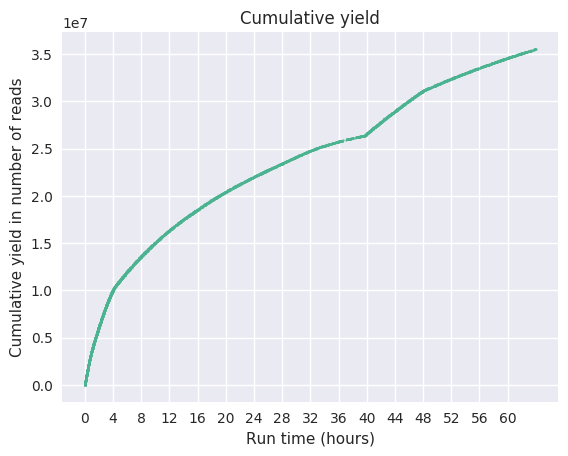 Cumulative yield
1e7
3.5
3.0
2.5
2.0
1.5
1.0
0.5
0.0
Cumulative yield in number of reads
0 4 8 12 16 20 24 28 32 36 40 44 48 52 56 60
Run time (hours)